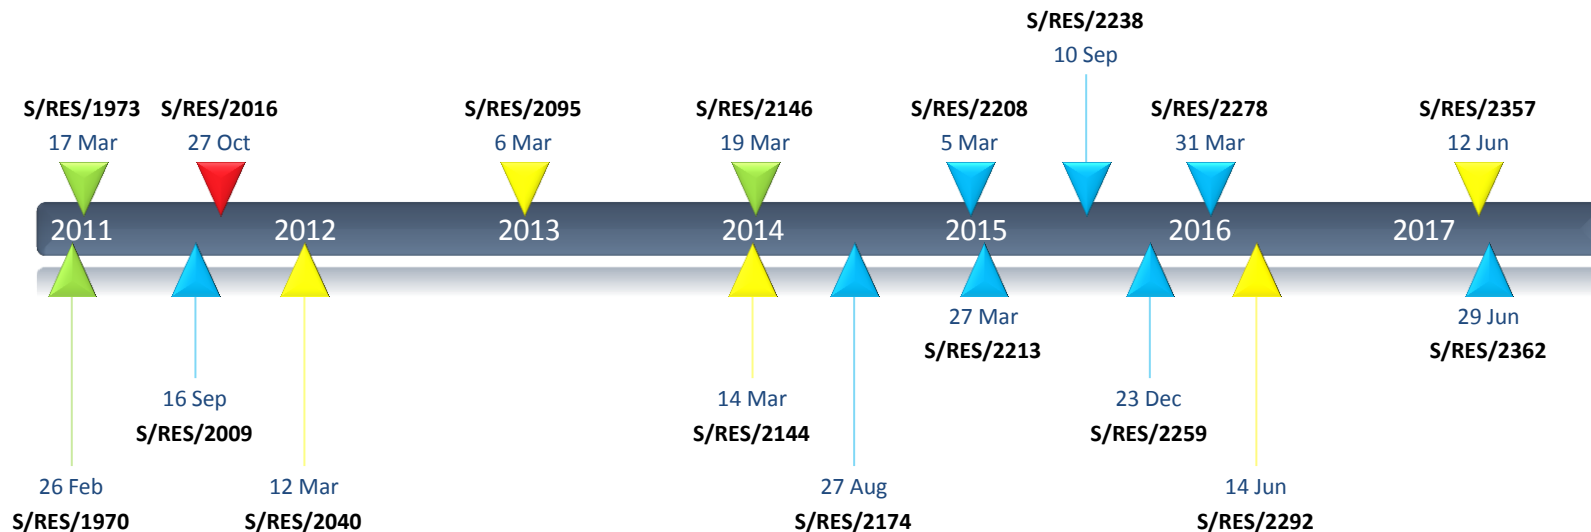 S/RES/2238
10 Sep
S/RES/1973 S/RES/2016 S/RES/2095 S/RES/2146 S/RES/2208 S/RES/2278 S/RES/2357
17 Mar 27 Oct 6 Mar 19 Mar 5 Mar 31 Mar 12 Jun
2011 2012 2013 2014 2015 2016 2017
27 Mar 29 Jun
S/RES/2213 S/RES/2362
16 Sep 14 Mar 23 Dec
S/RES/2009 S/RES/2144 S/RES/2259
26 Feb 12 Mar 27 Aug 14 Jun
S/RES/1970 S/RES/2040 S/RES/2174 S/RES/2292